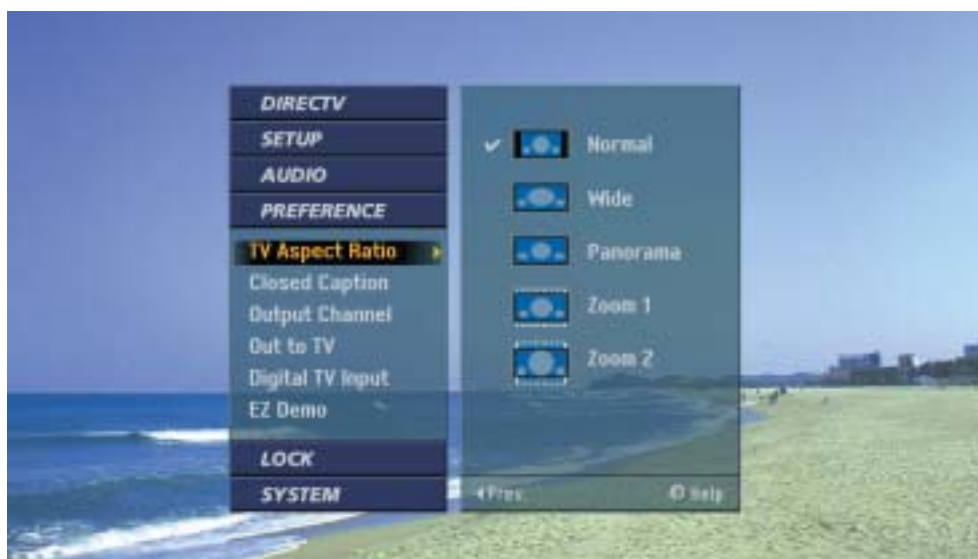 DIRECTV
SETUP
AUDIO
PREFERENCE
TV Aspect Ratio
Closed Caption
Output Channel
Out to TV
Digital TV Input
EZ Demo
LOCK
SYSTEM
Normal
Wide
Panorama
Zoom 1
Zoom 2
Prev.
Help